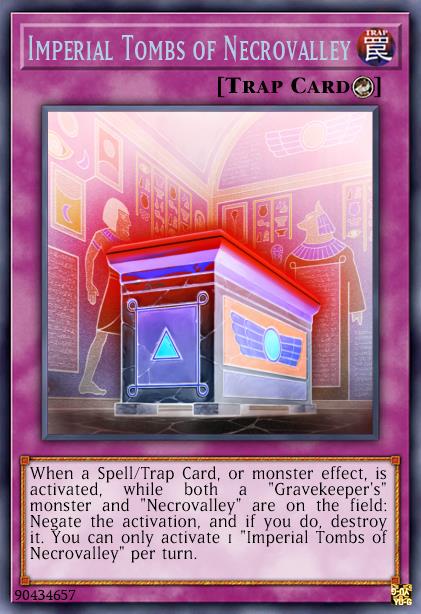 Imperial Tombs of Necrovalley
TRAP
罠
[Trap Card]
When a Spell/Trap Card, or monster effect, is
activated, while both a "Gravekeeper's"
monster and "Necrovalley" are on the field:
Negate the activation, and if you do, destroy
it. You can only activate 1 "Imperial Tombs of
Necrovalley" per turn.
90434657